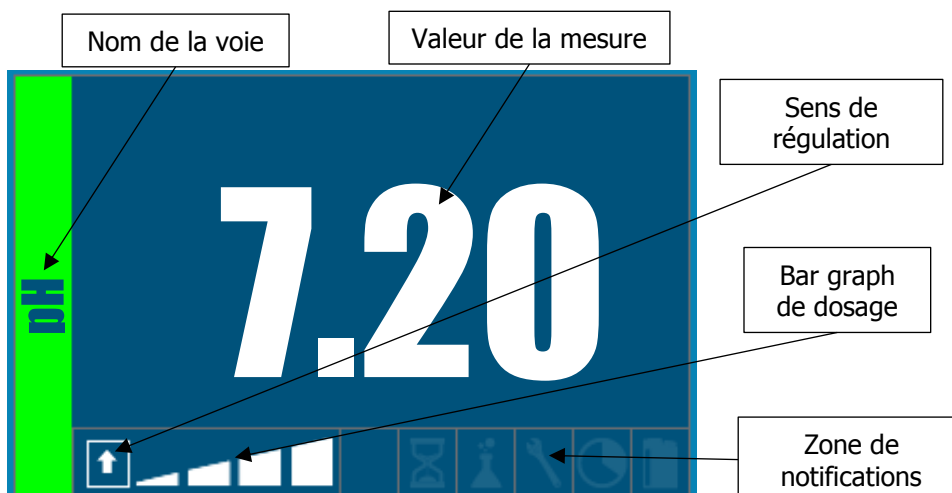 Nom de la voie
Valeur de la mesure
Sens de
régulation
pH
7.20
Bar graph
de dosage
Zone de
notifications